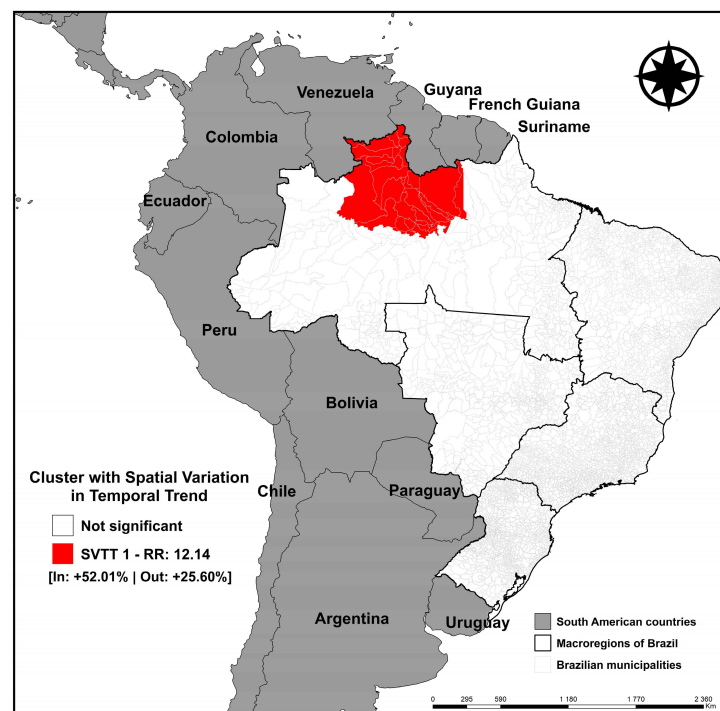 Venezuela
Guyana
French Guiana
Suriname
Colombia
Ecuador
Peru
Bolivia
Cluster with Spatial Variation
in Temporal Trend
Not significant
SVTT 1 - RR: 12.14
[In: +52.01% | Out: +25.60%]
Chile
Paraguay
Argentina
Uruguay
South American countries
Macroregions of Brazil
Brazilian municipalities
0 295 590 1 180 1 770 2 360
Km